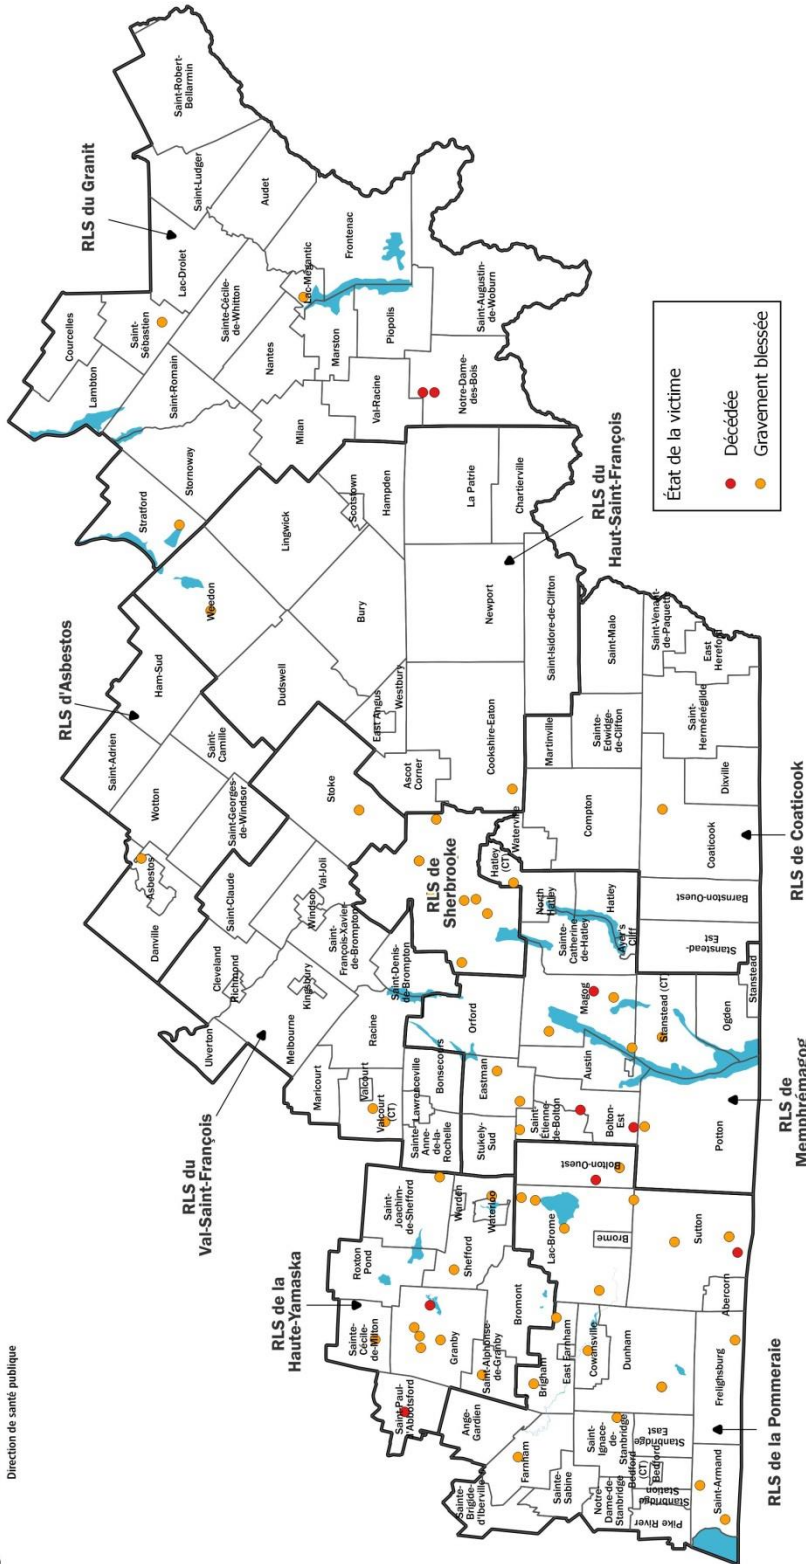 Direction de santé publique
RLS du Granit
RLS d'Asbestos
RLS du
Val-Saint-François
RLS de la
Haute-Yamaska
RLS de
Sherbrooke
RLS du
Haut-Saint-François
RLS de la Pommeraie
RLS de
Memphrémagog
RLS de Coaticook
Saint-Robert-
Bellarmin
Saint-Ludger
Audet
Lac-Drolet
Courcelles
Saint-
Sébastien
Lambton
Sainte-Cécile-
de-Whitton
Saint-Romain
Nantes
Lac-Mégantic
Frontenac
Marston
Piopolis
Milan
Val-Racine
Saint-Augustin-
de-Woburn
Notre-Dame-
des-Bois
Stornoway
Stratford
Weedon
Lingwick
Scotstown
Hampden
La Patrie
Chartierville
Bury
Newport
Dudswell
Westbury
East Angus
Cookshire-Eaton
Saint-Isidore-de-Clifton
Ascot
Corner
Ham-Sud
Saint-Adrien
Wotton
Saint-
Camille
Saint-Georges-
de-Windsor
Asbestos
Danville
Stoke
Saint-Claude
Val-Joli
Windsor
Saint-
François-Xavier-
de-Brompton
Cleveland
Richmond
Kingsbury
Ulverton
Melbourne
Saint-Denis-
de-Brompton
Racine
Maricourt
Valcourt
Valcourt
(CT)
Lawrenceville
Bonsecours
Sainte-
Anne-
de-la-
Rochelle
Saint-Malo
Saint-Venant-
de-Paquette
East
Hereford
Martinville
Sainte-
Edwidge-
de-Clifton
Saint-
Herménégilde
Dixville
Compton
Coaticook
Waterville
Barnston-Ouest
Stanstead-
Est
Hatley
(CT)
North
Hatley
Hatley
Sainte-
Catherine-
de-Hatley
Ayer's
Cliff
Magog
Stanstead (CT)
Ogden
Stanstead
Orford
Austin
Eastman
Stukely-
Sud
Saint-
Étienne-
de-Bolton
Bolton-
Est
Potton
Saint-
Joachim-
de-Shefford
Warden
Waterloo
Shefford
Roxton
Pond
Sainte-
Cécile-
de-Milton
Granby
Saint-Alphonse-
de-Granby
Bromont
Saint-Paul-
d'Abbotsford
Ange-
Gardien
Bolton-Ouest
Lac-Brome
Brome
Sutton
Abercorn
Brigham
East Farnham
Cowansville
Dunham
Frelighsburg
Farnham
Sainte-
Brigide-
d'Iberville
Sainte-
Sabine
Saint-
Ignace-
de-
Stanbridge
Stanbridge
East
Notre-
Dame-de-
Stanbridge
Bedford
(CT)
Bedford
Stanbridge
Station
Pike River
Saint-Armand
État de la victime
Décédée
Gravement blessée